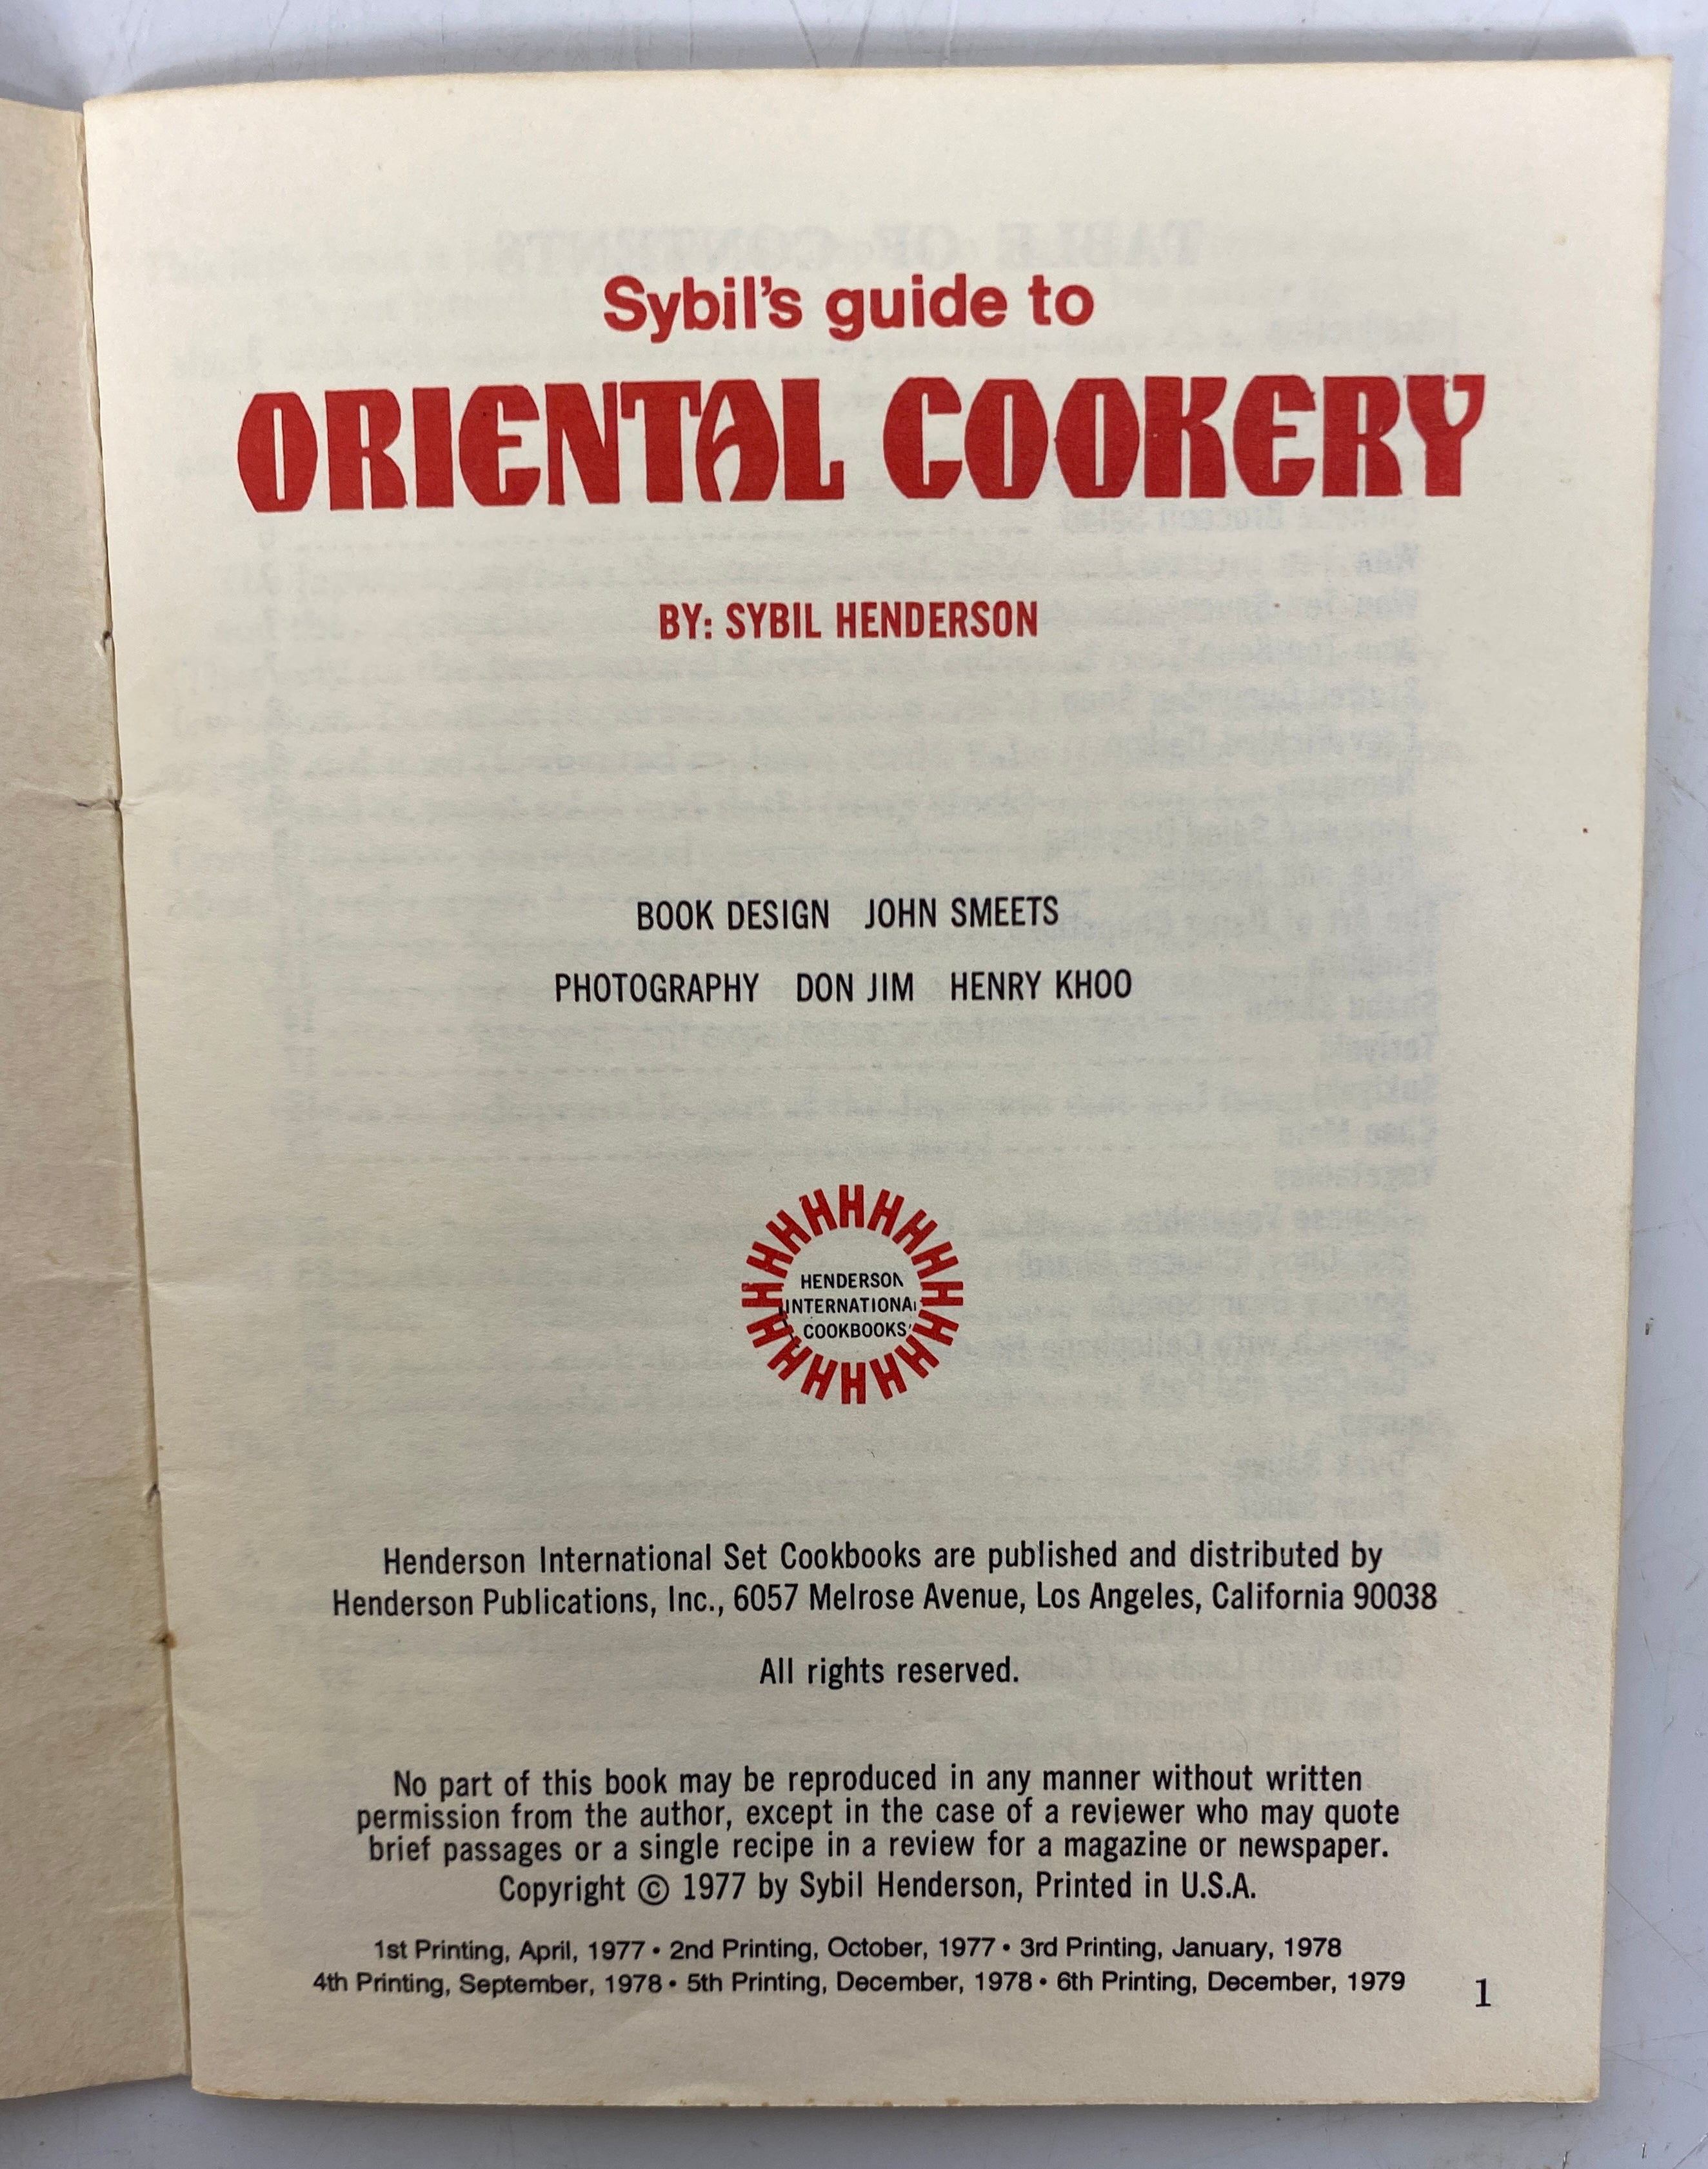 Sybil's guide to
ORIENTAL COOKERY
BY: SYBIL HENDERSON
BOOK DESIGN JOHN SMEETS
PHOTOGRAPHY DON JIM HENRY KHOO
HENDERSON
INTERNATIONAL
COOKBOOKS
Henderson International Set Cookbooks are published and distributed by
Henderson Publications, Inc., 6057 Melrose Avenue, Los Angeles, California 90038
All rights reserved.
No part of this book may be reproduced in any manner without written
permission from the author, except in the case of a reviewer who may quote
brief passages or a single recipe in a review for a magazine or newspaper.
Copyright © 1977 by Sybil Henderson, Printed in U.S.A.
1st Printing, April, 1977 • 2nd Printing, October, 1977 • 3rd Printing, January, 1978
4th Printing, September, 1978 • 5th Printing, December, 1978 • 6th Printing, December, 1979
1